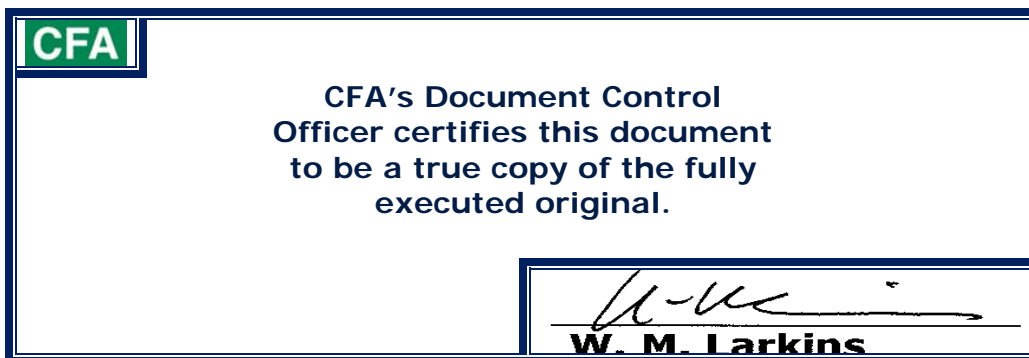 CFA
CFA's Document Control
Officer certifies this document
to be a true copy of the fully
executed original.
W. M. Larkins